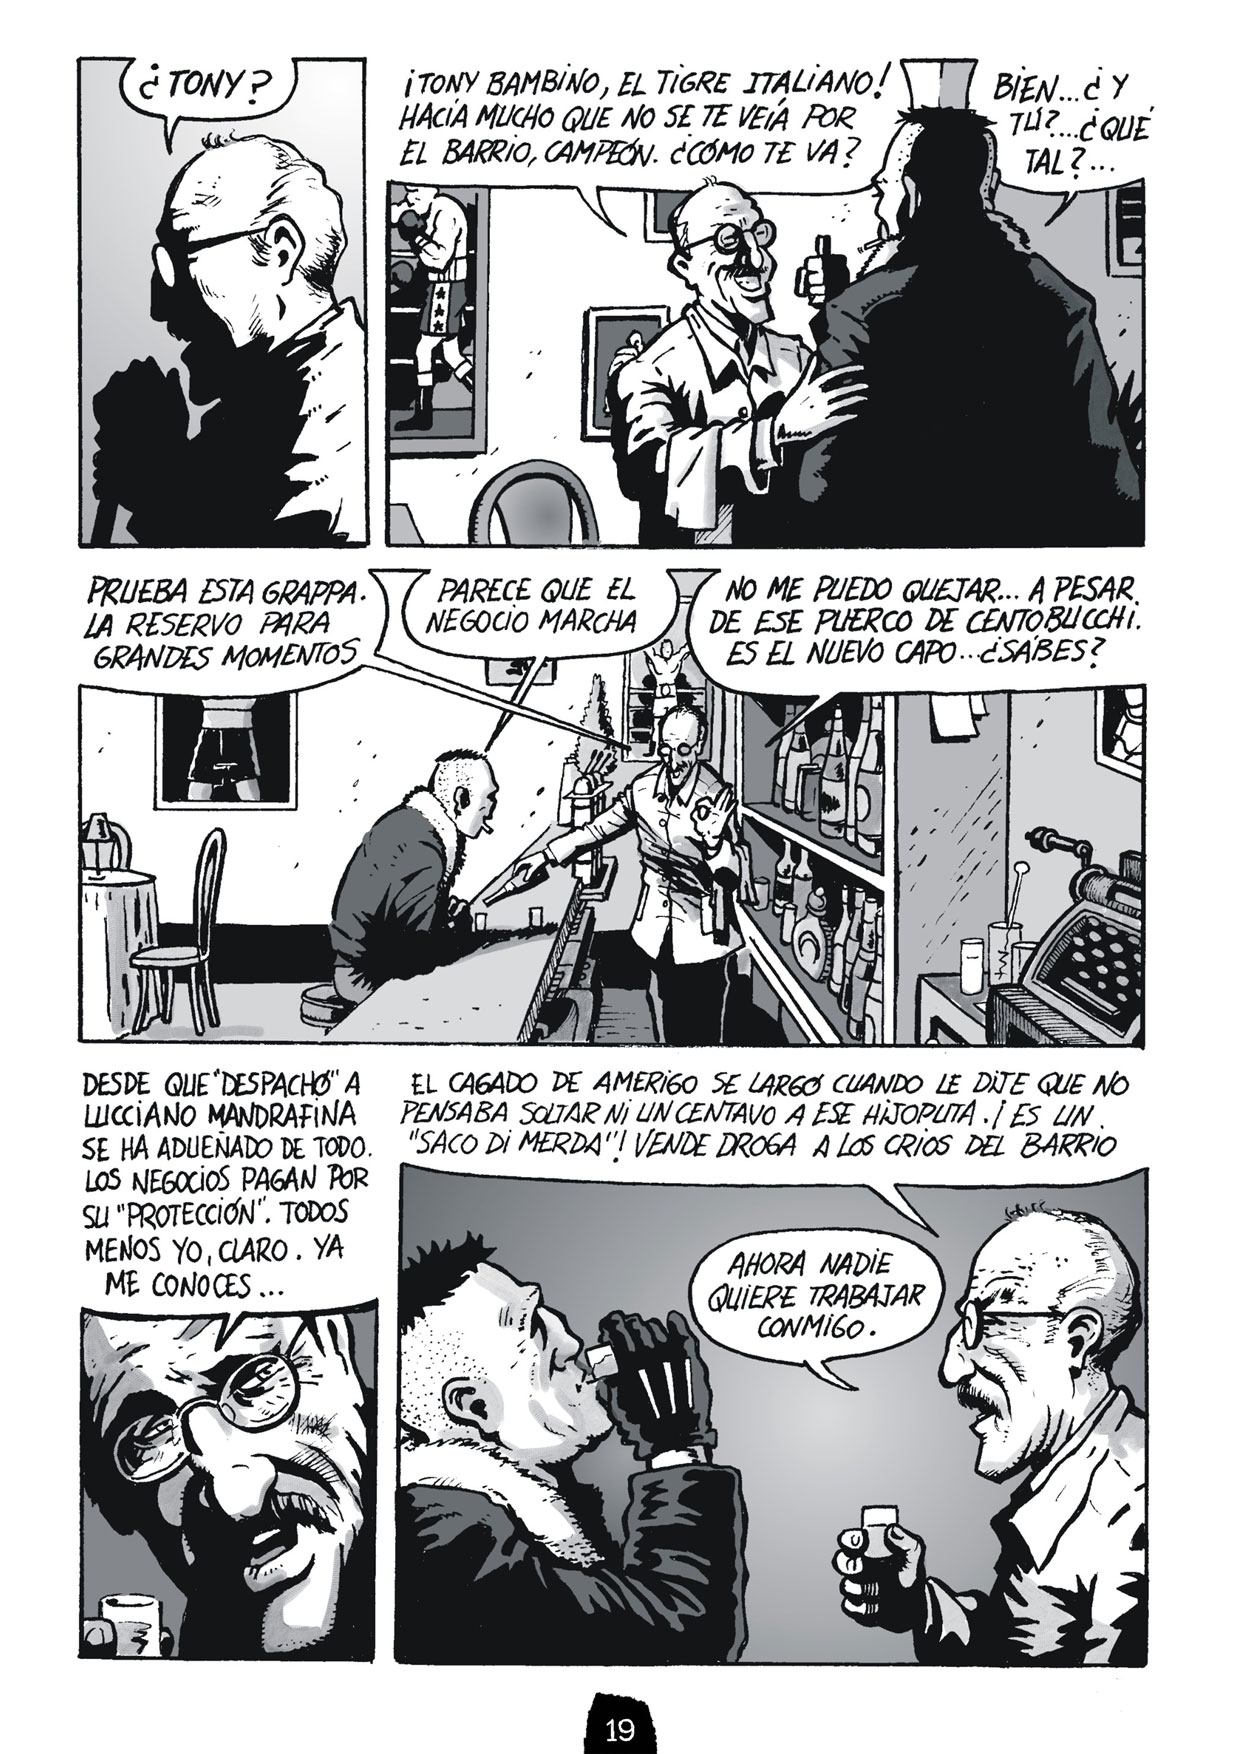 ¿TONY?
¡TONY BAMBINO, EL TIGRE ITALIANO!
HACÍA MUCHO QUE NO SE TE VEÍA POR
EL BARRIO, CAMPEÓN. ¿CÓMO TE VA?
BIEN...¿Y
TÚ?....¿QUÉ
TAL?...
PRUEBA ESTA GRAPPA.
LA RESERVO PARA
GRANDES MOMENTOS
PARECE QUE EL
NEGOCIO MARCHA
NO ME PUEDO QUEJAR... A PESAR
DE ESE PUERCO DE CENTOBUCCHI.
ES EL NUEVO CAPO...¿SABES?
DESDE QUE "DESPACHÓ" A
LUCCIANO MANDRAFINA
SE HA ADUEÑADO DE TODO.
LOS NEGOCIOS PAGAN POR
SU "PROTECCIÓN". TODOS
MENOS YO, CLARO. YA
ME CONOCES...
EL CAGADO DE AMERIGO SE LARGÓ CUANDO LE DIJE QUE NO
PENSABA SOLTAR NI UN CENTAVO A ESE HIJOPUTA. ¡ES UN
"SACO DI MERDA"! VENDE DROGA A LOS CRIOS DEL BARRIO
AHORA NADIE
QUIERE TRABAJAR
CONMIGO.
19